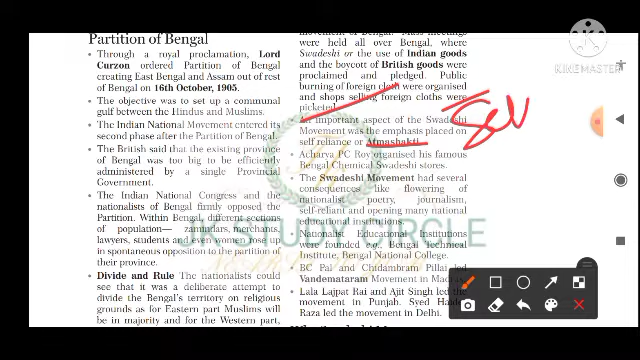 Partition of Bengal
• Through a royal proclamation, Lord
Curzon ordered Partition of Bengal
creating East Bengal and Assam out of rest
of Bengal on 16th October, 1905.
• The objective was to set up a communal
gulf between the Hindus and Muslims.
• The Indian National Movement entered its
second phase after the Partition of Bengal.
• The British said that the existing province
of Bengal was too big to be efficiently
administered by a single Provincial
Government.
• The Indian National Congress and the
nationalists of Bengal firmly opposed the
Partition. Within Bengal, different sections
of population— zamindars, merchants,
lawyers, students and even women rose up
in spontaneous opposition to the partition of
their province.
• Divide and Rule The nationalists could
see that it was a deliberate attempt to
divide the Bengal's territory on religious
grounds as for Eastern part Muslims will
be in majority and for the Western part,
movement of Bengal. Mass meetings
were held all over Bengal, where
Swadeshi or the use of Indian goods
and the boycott of British goods were
proclaimed and pledged. Public
burning of foreign cloth were organised
and shops selling foreign cloths were
picketed.
• An important aspect of the Swadeshi
Movement was the emphasis placed on
self reliance or Atmashakti.
• Acharya PC Roy organised his famous
Bengal Chemical Swadeshi stores.
• The Swadeshi Movement had several
consequences like flowering of
nationalist poetry, journalism,
self-reliant and opening many national
educational institutions.
• Nationalist Educational Institutions
were founded e.g., Bengal Technical
Institute, Bengal National College.
• BC Pal and Chidambram Pillai led
Vandemataram Movement in Madras.
• Lala Lajpat Rai and Ajit Singh led the
movement in Punjab. Syed Haider
Raza led the movement in Delhi.
JK STUDY CIRCLE
KINEMASTER